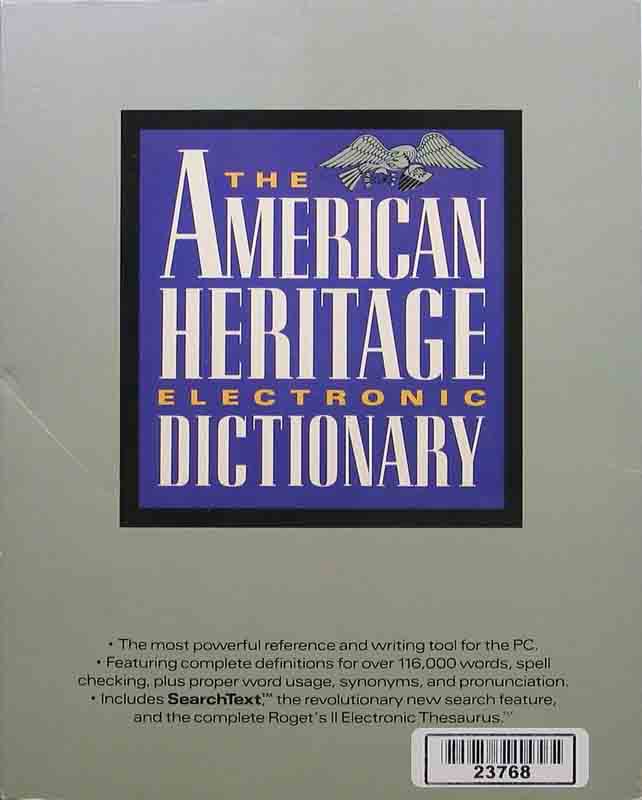 THE
AMERICAN
HERITAGE
ELECTRONIC
DICTIONARY
• The most powerful reference and writing tool for the PC.
• Featuring complete definitions for over 116,000 words, spell
checking, plus proper word usage, synonyms, and pronunciation.
• Includes SearchText,™ the revolutionary new search feature,
and the complete Roget's II Electronic Thesaurus.™
23768